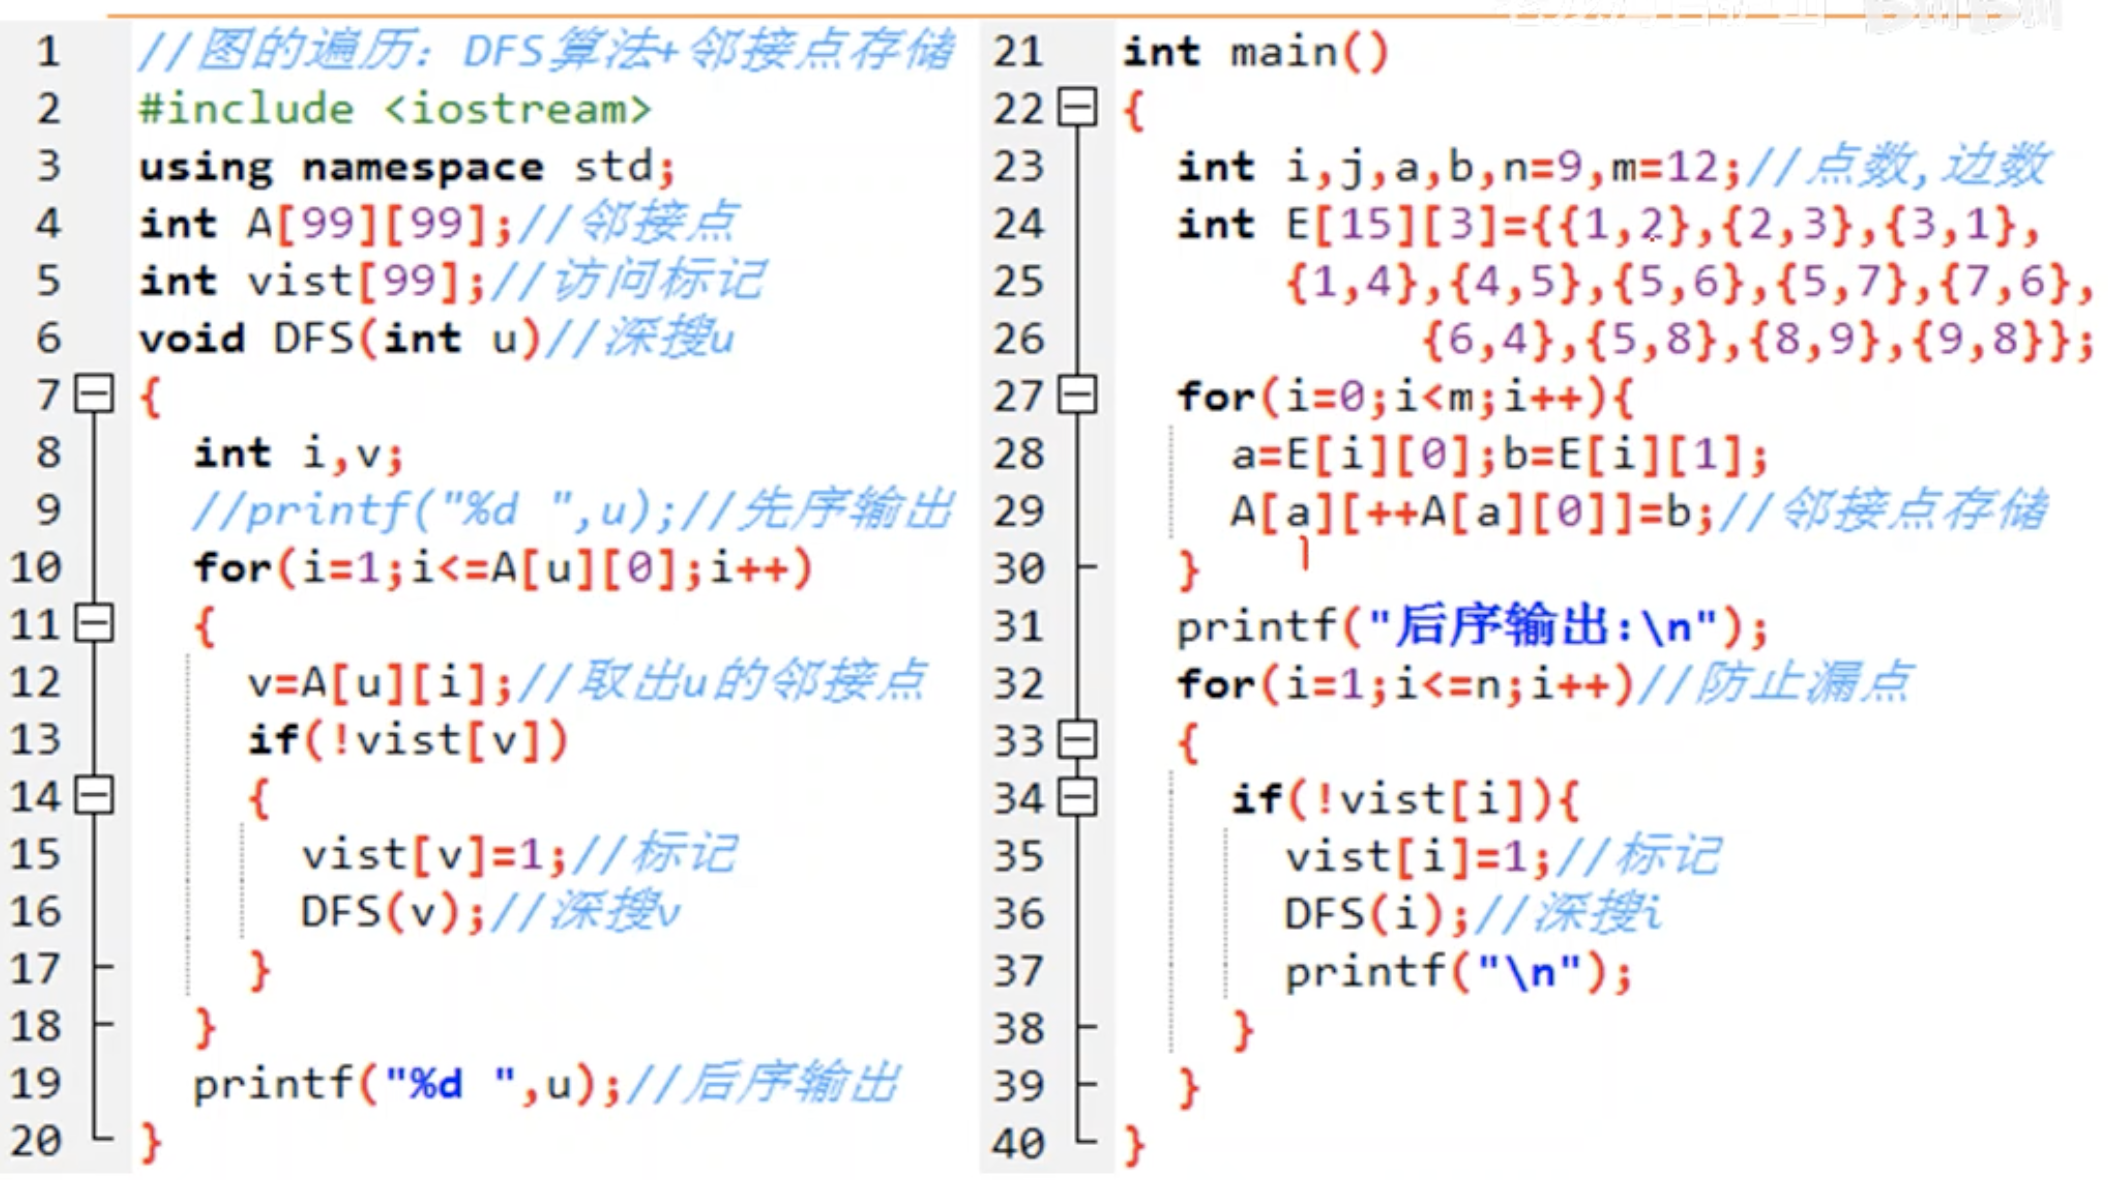 1 //图的遍历：DFS算法+邻接点存储
2 #include <iostream>
3 using namespace std;
4 int A[99][99];//邻接点
5 int vist[99];//访问标记
6 void DFS(int u)//深搜u
7 {
8 int i,v;
9 //printf("%d ",u);//先序输出
10 for(i=1;i<=A[u][0];i++)
11 {
12 v=A[u][i];//取出u的邻接点
13 if(!vist[v])
14 {
15 vist[v]=1;//标记
16 DFS(v);//深搜v
17 }
18 }
19 printf("%d ",u);//后序输出
20 }
21 int main()
22 {
23 int i,j,a,b,n=9,m=12;//点数,边数
24 int E[15][3]={{1,2},{2,3},{3,1},
25 {1,4},{4,5},{5,6},{5,7},{7,6},
26 {6,4},{5,8},{8,9},{9,8}};
27 for(i=0;i<m;i++){
28 a=E[i][0];b=E[i][1];
29 A[a][++A[a][0]]=b;//邻接点存储
30 }
31 printf("后序输出:\n");
32 for(i=1;i<=n;i++)//防止漏点
33 {
34 if(!vist[i]){
35 vist[i]=1;//标记
36 DFS(i);//深搜i
37 printf("\n");
38 }
39 }
40 }